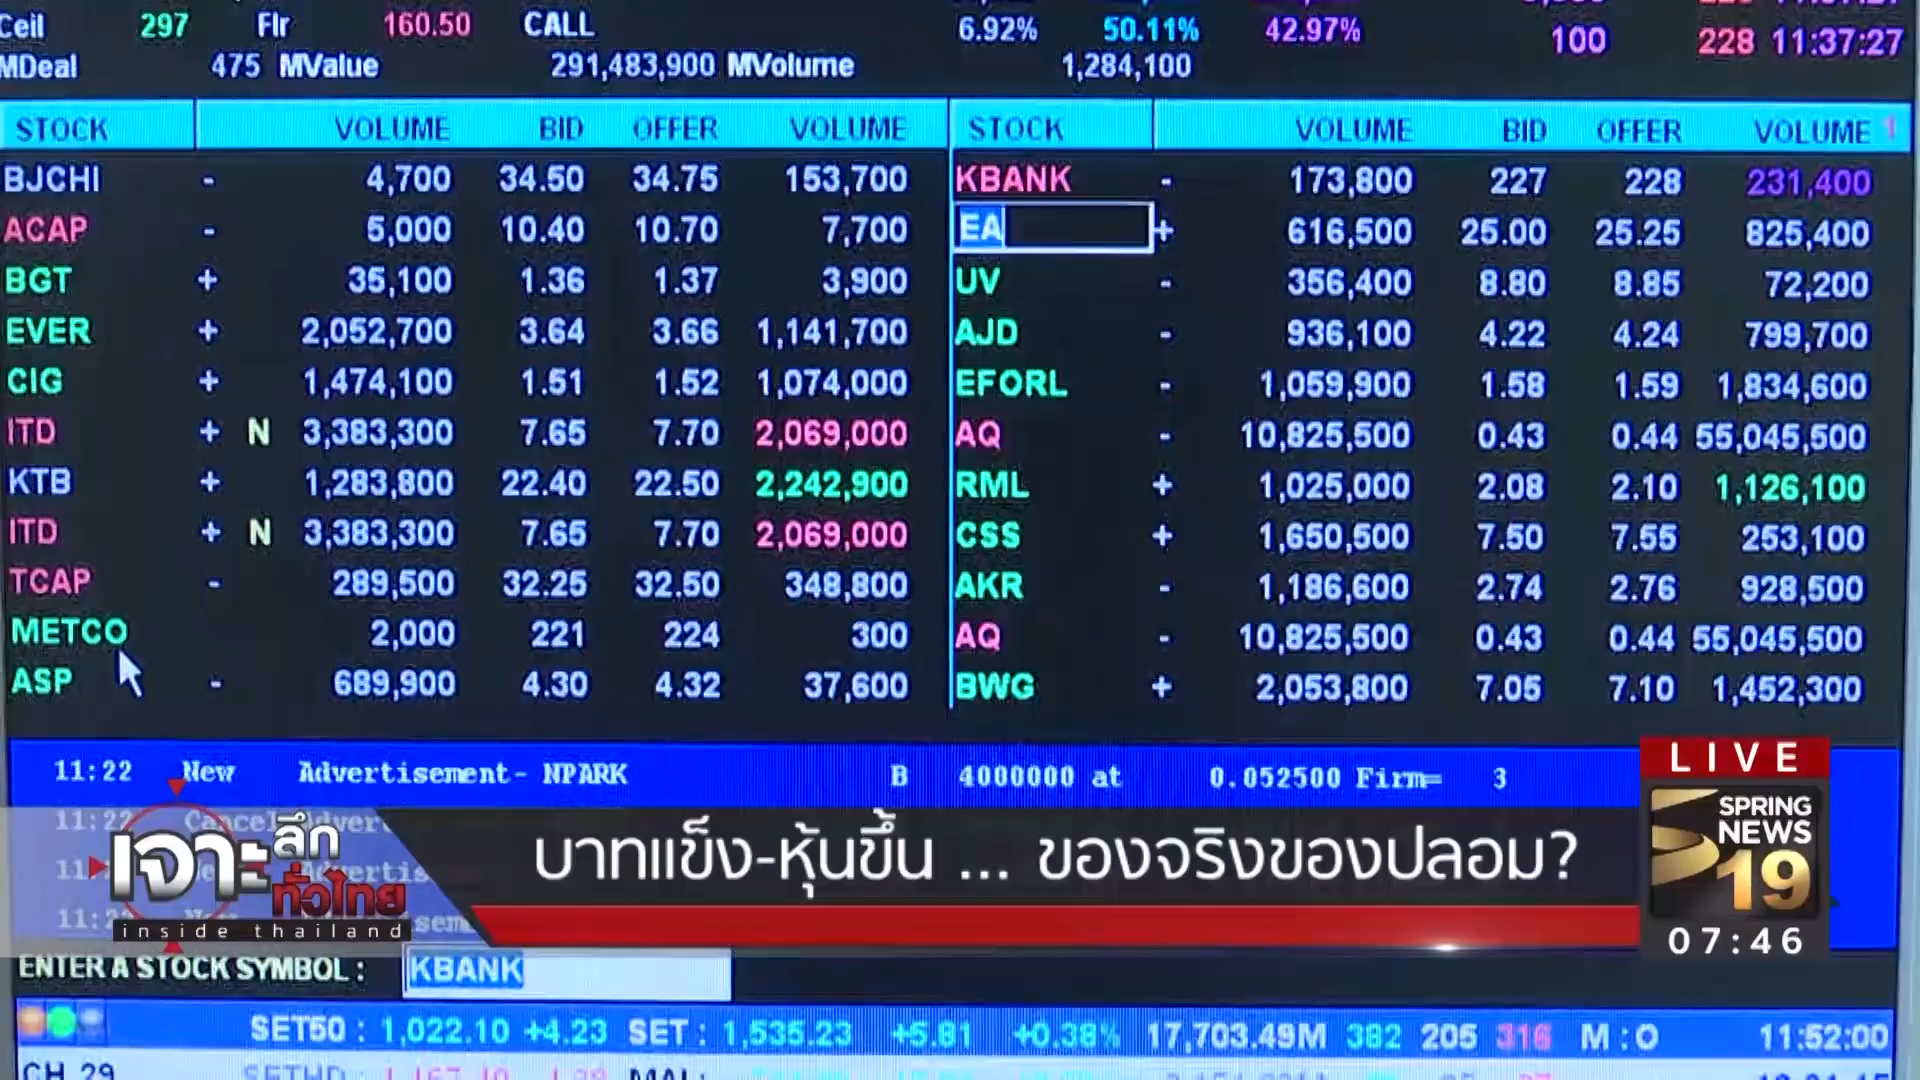 Ceil 297 Flr 160.50 CALL 6.92% 50.11% 42.97% 100 228 11:37:27
MDeal 475 MValue 291,483,900 MVolume 1,284,100
STOCK VOLUME BID OFFER VOLUME STOCK VOLUME BID OFFER VOLUME
BJCHI - 4,700 34.50 34.75 153,700 KBANK - 173,800 227 228 231,400
ACAP - 5,000 10.40 10.70 7,700 EA + 616,500 25.00 25.25 825,400
BGT + 35,100 1.36 1.37 3,900 UV - 356,400 8.80 8.85 72,200
EVER + 2,052,700 3.64 3.66 1,141,700 AJD - 936,100 4.22 4.24 799,700
CIG + 1,474,100 1.51 1.52 1,074,000 EFORL - 1,059,900 1.58 1.59 1,834,600
ITD + N 3,383,300 7.65 7.70 2,069,000 AQ - 10,825,500 0.43 0.44 55,045,500
KTB + 1,283,800 22.40 22.50 2,242,900 RML + 1,025,000 2.08 2.10 1,126,100
ITD + N 3,383,300 7.65 7.70 2,069,000 CSS + 1,650,500 7.50 7.55 253,100
TCAP - 289,500 32.25 32.50 348,800 AKR - 1,186,600 2.74 2.76 928,500
METCO 2,000 221 224 300 AQ - 10,825,500 0.43 0.44 55,045,500
ASP - 689,900 4.30 4.32 37,600 BWG + 2,053,800 7.05 7.10 1,452,300
11:22 New Advertisement- NPARK B 4000000 at 0.052500 Firm= 3
11:22 Cancel
LIVE
SPRING
NEWS
19
07:46
เจาะลึก
ทั่วไทย
inside thailand
บาทแข็ง-หุ้นขึ้น ... ของจริงของปลอม?
ENTER A STOCK SYMBOL : KBANK
SET50 : 1,022.10 +4.23 SET : 1,535.23 +5.81 +0.38% 17,703.49M 382 205 316 M : O 11:52:00
CH 29